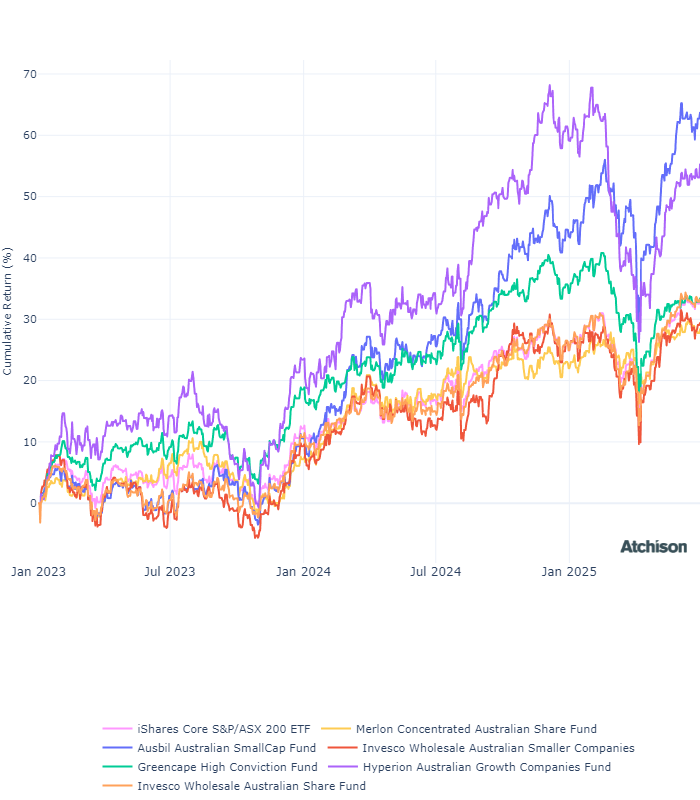 70
60
50
40
30
20
10
0
Cumulative Return (%)
Jan 2023 Jul 2023 Jan 2024 Jul 2024 Jan 2025
Atchison
iShares Core S&P/ASX 200 ETF Merlon Concentrated Australian Share Fund
Ausbil Australian SmallCap Fund Invesco Wholesale Australian Smaller Companies
Greencape High Conviction Fund Hyperion Australian Growth Companies Fund
Invesco Wholesale Australian Share Fund